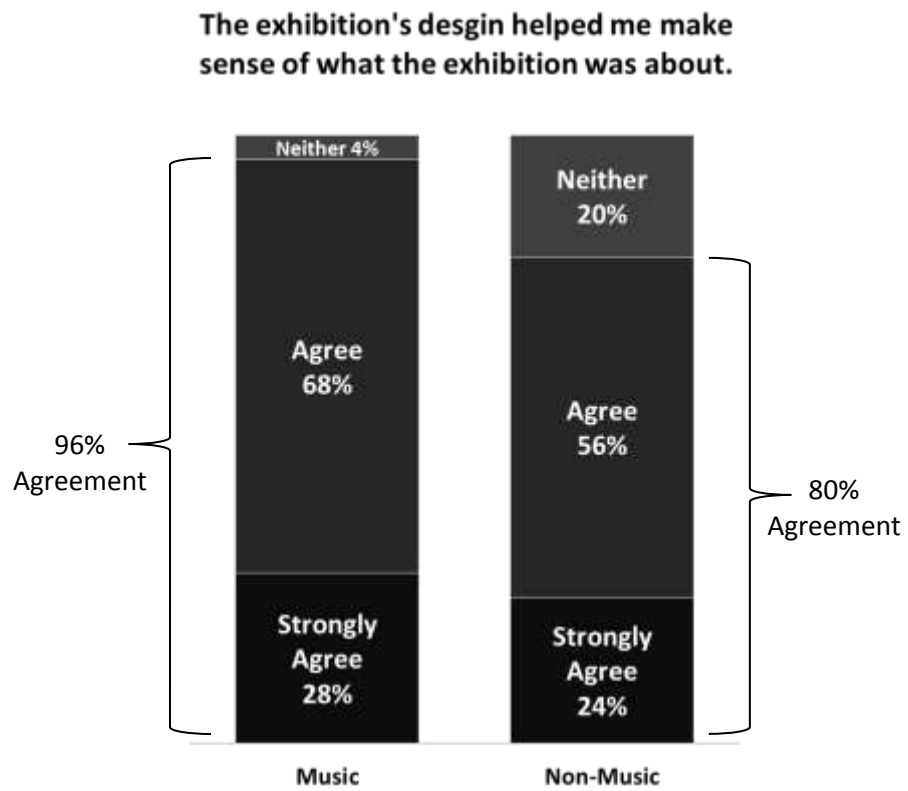 The exhibition's desgin helped me make
sense of what the exhibition was about.
Neither 4%
Agree
68%
Strongly
Agree
28%
96%
Agreement
Neither
20%
Agree
56%
Strongly
Agree
24%
80%
Agreement
Music
Non-Music